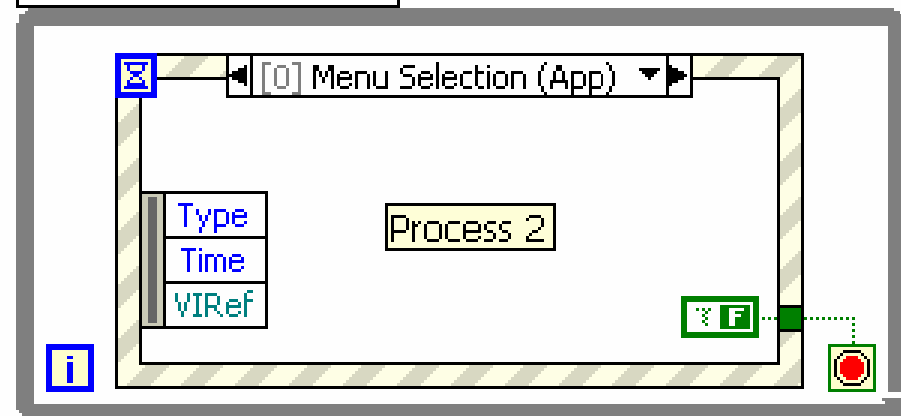 [0] Menu Selection (App)
Type
Process 2
Time
VIRef
F
i